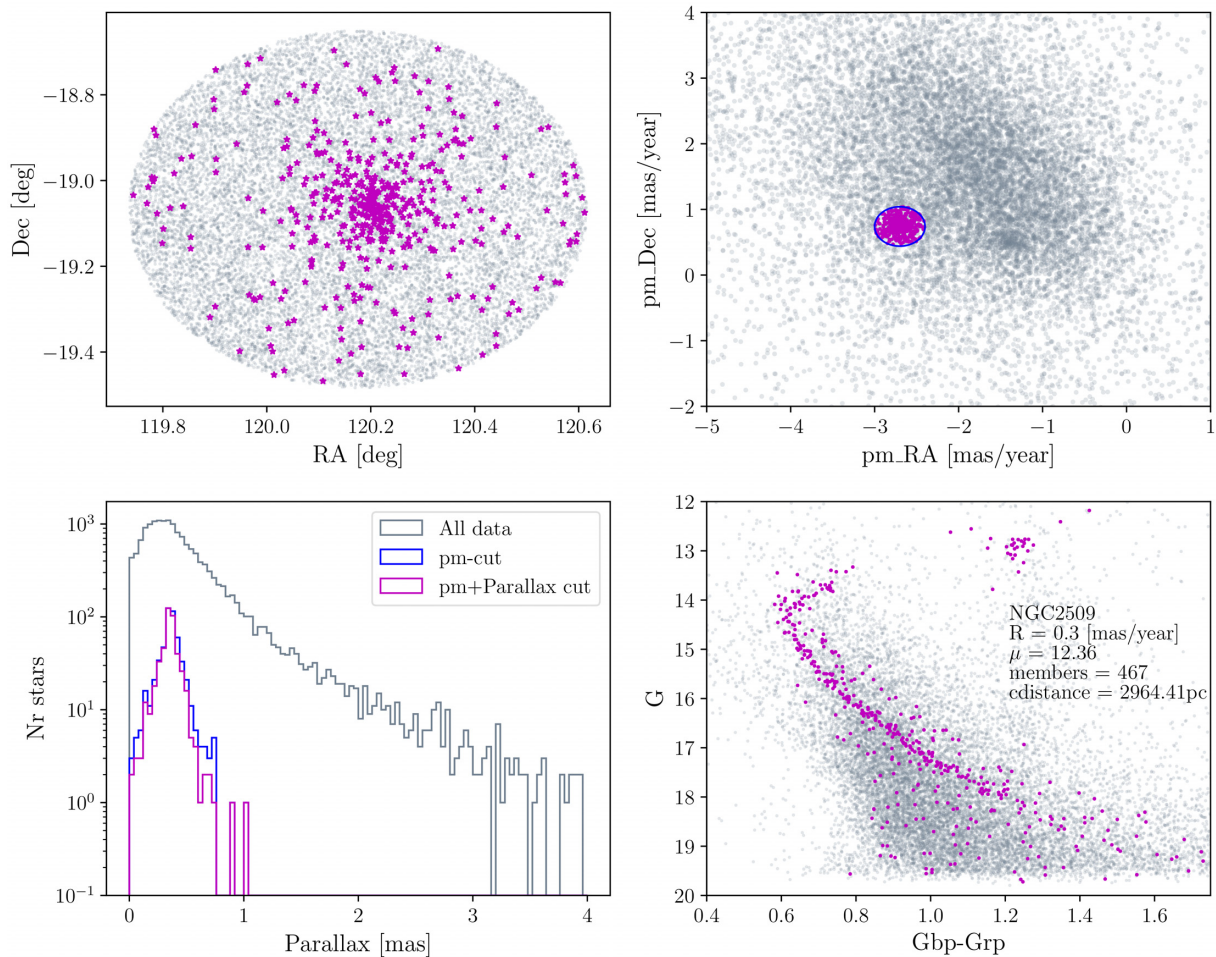 −18.8
−19.0
−19.2
−19.4
Dec [deg]
119.8 120.0 120.2 120.4 120.6
RA [deg]
4
3
2
1
0
−1
−2
pm_Dec [mas/year]
−5 −4 −3 −2 −1 0 1
pm_RA [mas/year]
10³
10²
10¹
10⁰
10⁻¹
Nr stars
All data
pm-cut
pm+Parallax cut
0 1 2 3 4
Parallax [mas]
12
13
14
15
16
17
18
19
20
G
NGC2509
R = 0.3 [mas/year]
μ = 12.36
members = 467
cdistance = 2964.41pc
0.4 0.6 0.8 1.0 1.2 1.4 1.6
Gbp-Grp